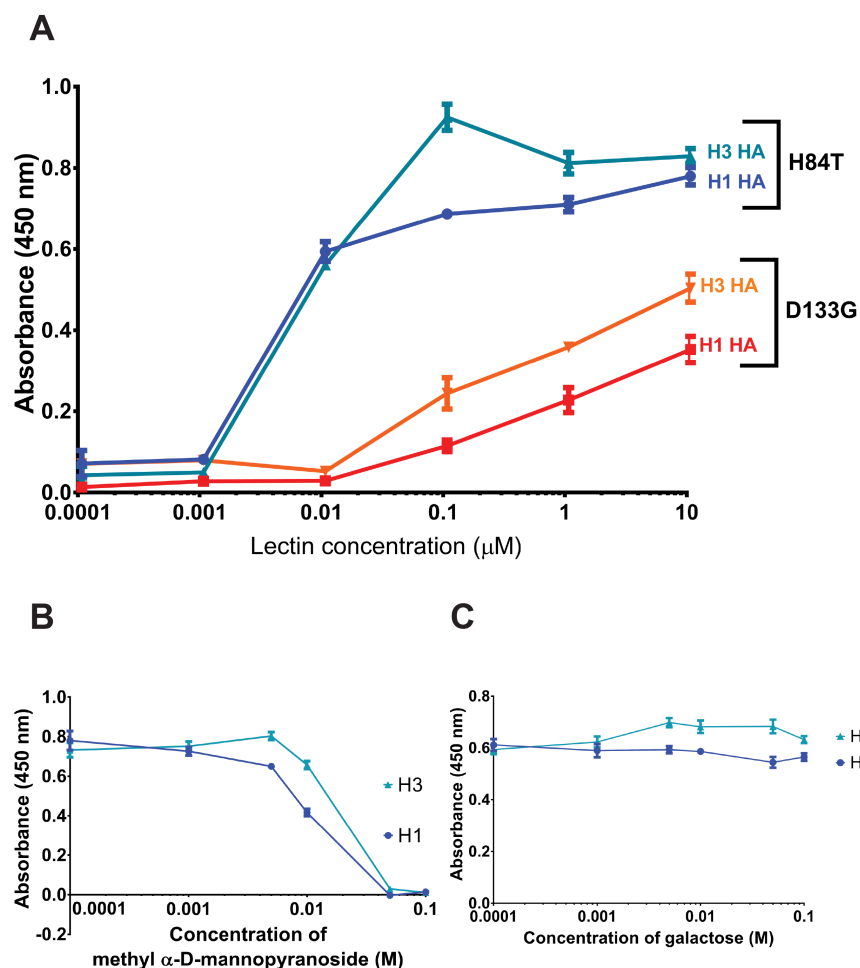 A
1.0
0.8
0.6
0.4
0.2
0.0
Absorbance (450 nm)
0.0001 0.001 0.01 0.1 1 10
Lectin concentration (μM)
H3 HA
H1 HA
H84T
H3 HA
H1 HA
D133G
B
1.0
0.8
0.6
0.4
0.2
0.0
-0.2
Absorbance (450 nm)
0.0001 0.001 0.01 0.1
Concentration of
methyl α-D-mannopyranoside (M)
H3
H1
C
0.8
0.6
0.4
0.2
0.0
Absorbance (450 nm)
0.0001 0.001 0.01 0.1
Concentration of galactose (M)
H
H